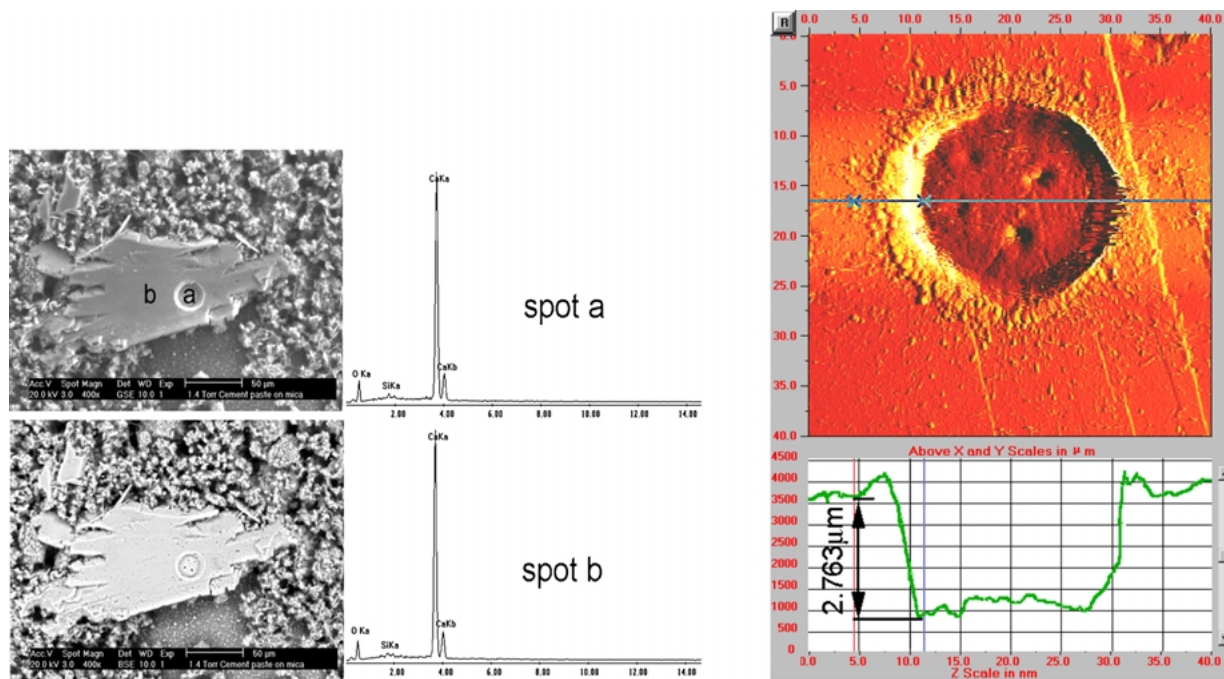 b a
Acc.V Spot Magn Det WD Exp 50 µm
20.0 kV 3.0 400x GSE 10.0 1 1.4 Torr Cement paste on mica
CaKa
CaKb
O Ka
SiKa
2.00 4.00 6.00 8.00 10.00 12.00 14.00
spot a
Acc.V Spot Magn Det WD Exp 50 µm
20.0 kV 3.0 400x BSE 10.0 1 1.4 Torr Cement paste on mica
CaKa
CaKb
O Ka
SiKa
2.00 4.00 6.00 8.00 10.00 12.00 14.00
spot b
R
0.0 5.0 10.0 15.0 20.0 25.0 30.0 35.0 40.0
5.0
10.0
15.0
20.0
25.0
30.0
35.0
40.0
Above X and Y Scales in µm
4500
4000
3500
3000
2500
2000
1500
1000
500
0
2.763µm
0.0 5.0 10.0 15.0 20.0 25.0 30.0 35.0 40.0
Z Scale in nm